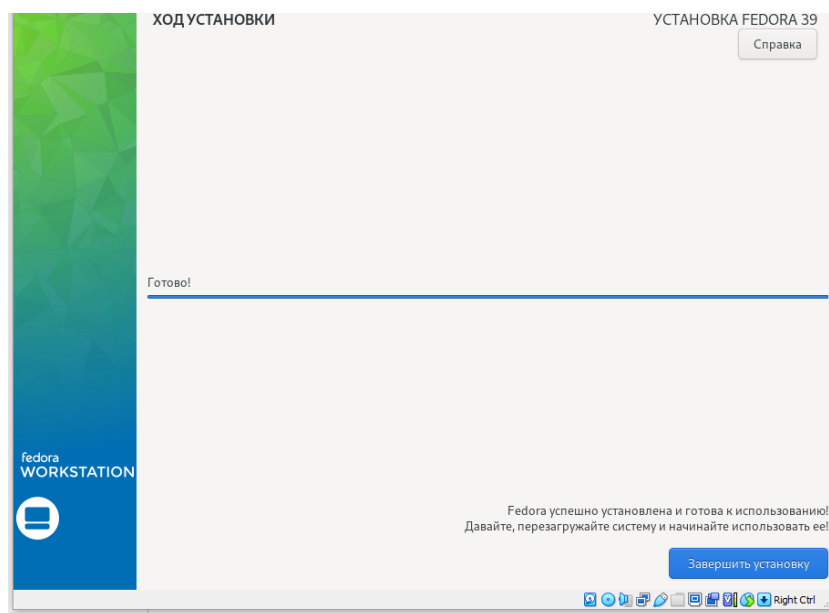 ХОД УСТАНОВКИ
УСТАНОВКА FEDORA 39
Справка
Готово!
fedora
WORKSTATION
Fedora успешно установлена и готова к использованию!
Давайте, перезагружайте систему и начинайте использовать ее!
Завершить установку
Right Ctrl